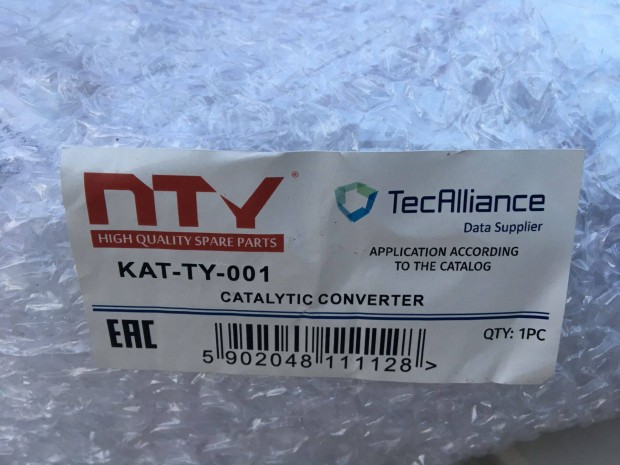 NTY®
HIGH QUALITY SPARE PARTS
TecAlliance
Data Supplier
KAT-TY-001
APPLICATION ACCORDING
TO THE CATALOG
CATALYTIC CONVERTER
EAC
QTY: 1PC
5 902048 111128 >